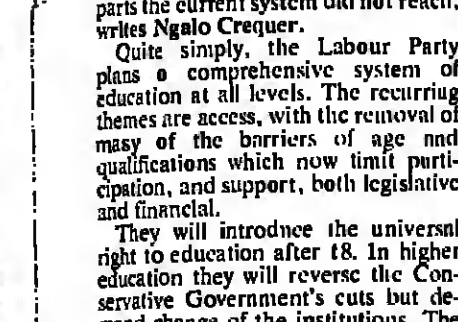 parts the current system did not reach,
writes Ngaio Crequer.
Quite simply, the Labour Party
plans a comprehensive system of
education at all levels. The recurring
themes are access, with the removal of
masy of the barriers of age and
qualifications which now limit parti-
cipation, and support, both legislative
and financial.
They will introduce the universal
right to education after 18. In higher
education they will reverse the Con-
servative Government's cuts but de-
mand change of the institutions. The